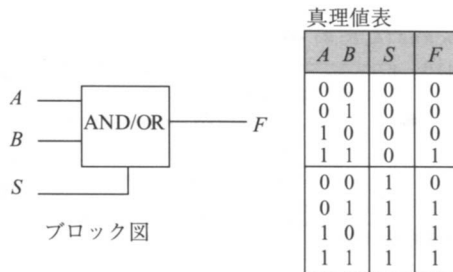 真理値表
A B S F
0 0 0 0
0 1 0 0
1 0 0 0
1 1 0 1
0 0 1 0
0 1 1 1
1 0 1 1
1 1 1 1
A
B
S
AND/OR
F
ブロック図